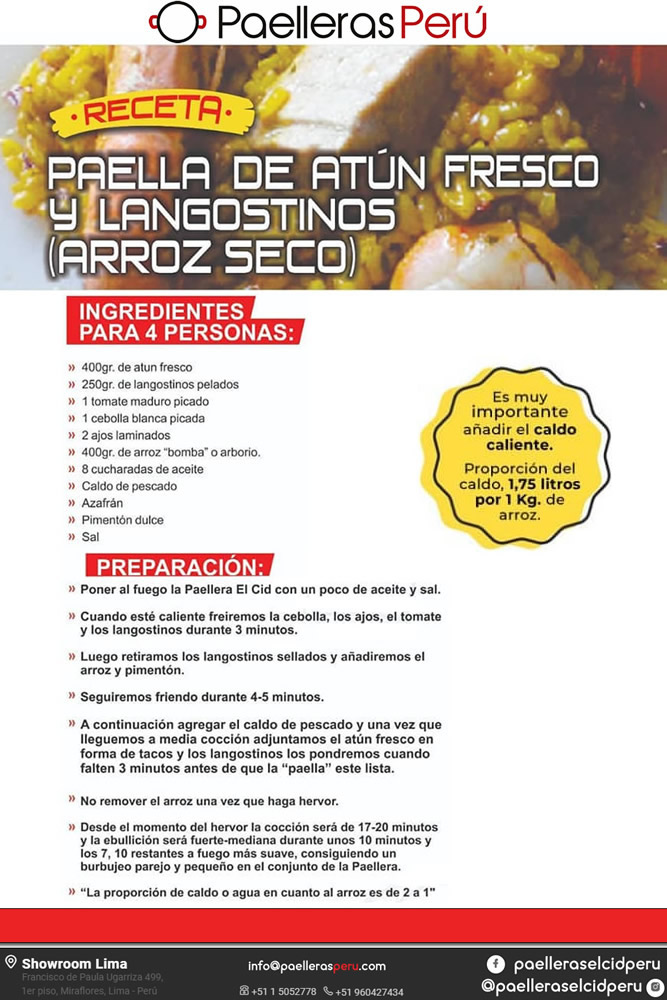 PaellerasPerú
·RECETA·
PAELLA DE ATÚN FRESCO
Y LANGOSTINOS
(ARROZ SECO)
INGREDIENTES
PARA 4 PERSONAS:
» 400gr. de atun fresco
» 250gr. de langostinos pelados
» 1 tomate maduro picado
» 1 cebolla blanca picada
» 2 ajos laminados
» 400gr. de arroz “bomba” o arborio.
» 8 cucharadas de aceite
» Caldo de pescado
» Azafrán
» Pimentón dulce
» Sal
Es muy
importante
añadir el caldo
caliente.
Proporción del
caldo, 1,75 litros
por 1 Kg. de
arroz.
PREPARACIÓN:
» Poner al fuego la Paellera El Cid con un poco de aceite y sal.
» Cuando esté caliente freiremos la cebolla, los ajos, el tomate
y los langostinos durante 3 minutos.
» Luego retiramos los langostinos sellados y añadiremos el
arroz y pimentón.
» Seguiremos friendo durante 4-5 minutos.
» A continuación agregar el caldo de pescado y una vez que
lleguemos a media cocción adjuntamos el atún fresco en
forma de tacos y los langostinos los pondremos cuando
falten 3 minutos antes de que la “paella” este lista.
» No remover el arroz una vez que haga hervor.
» Desde el momento del hervor la cocción será de 17-20 minutos
y la ebullición será fuerte-mediana durante unos 10 minutos y
los 7, 10 restantes a fuego más suave, consiguiendo un
burbujeo parejo y pequeño en el conjunto de la Paellera.
» “La proporción de caldo o agua en cuanto al arroz es de 2 a 1"
Showroom Lima
Francisco de Paula Ugarriza 499,
1er piso, Miraflores, Lima - Perú
info@paellerasperu.com
+51 1 5052778 +51 960427434
paelleraselcidperu
@paelleraselcidperu